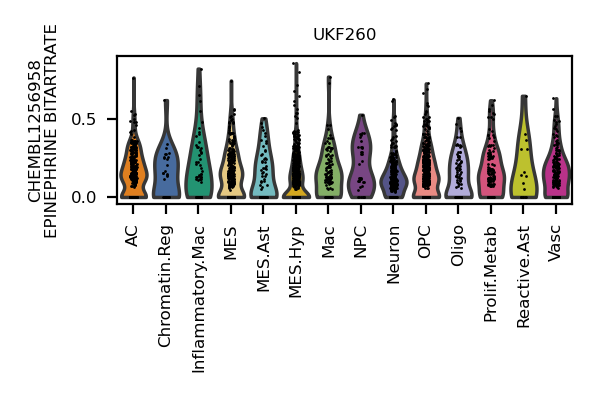 UKF260
CHEMBL1256958
EPINEPHRINE BITARTRATE
0.5
0.0
AC
Chromatin.Reg
Inflammatory.Mac
MES
MES.Ast
MES.Hyp
Mac
NPC
Neuron
OPC
Oligo
Prolif.Metab
Reactive.Ast
Vasc